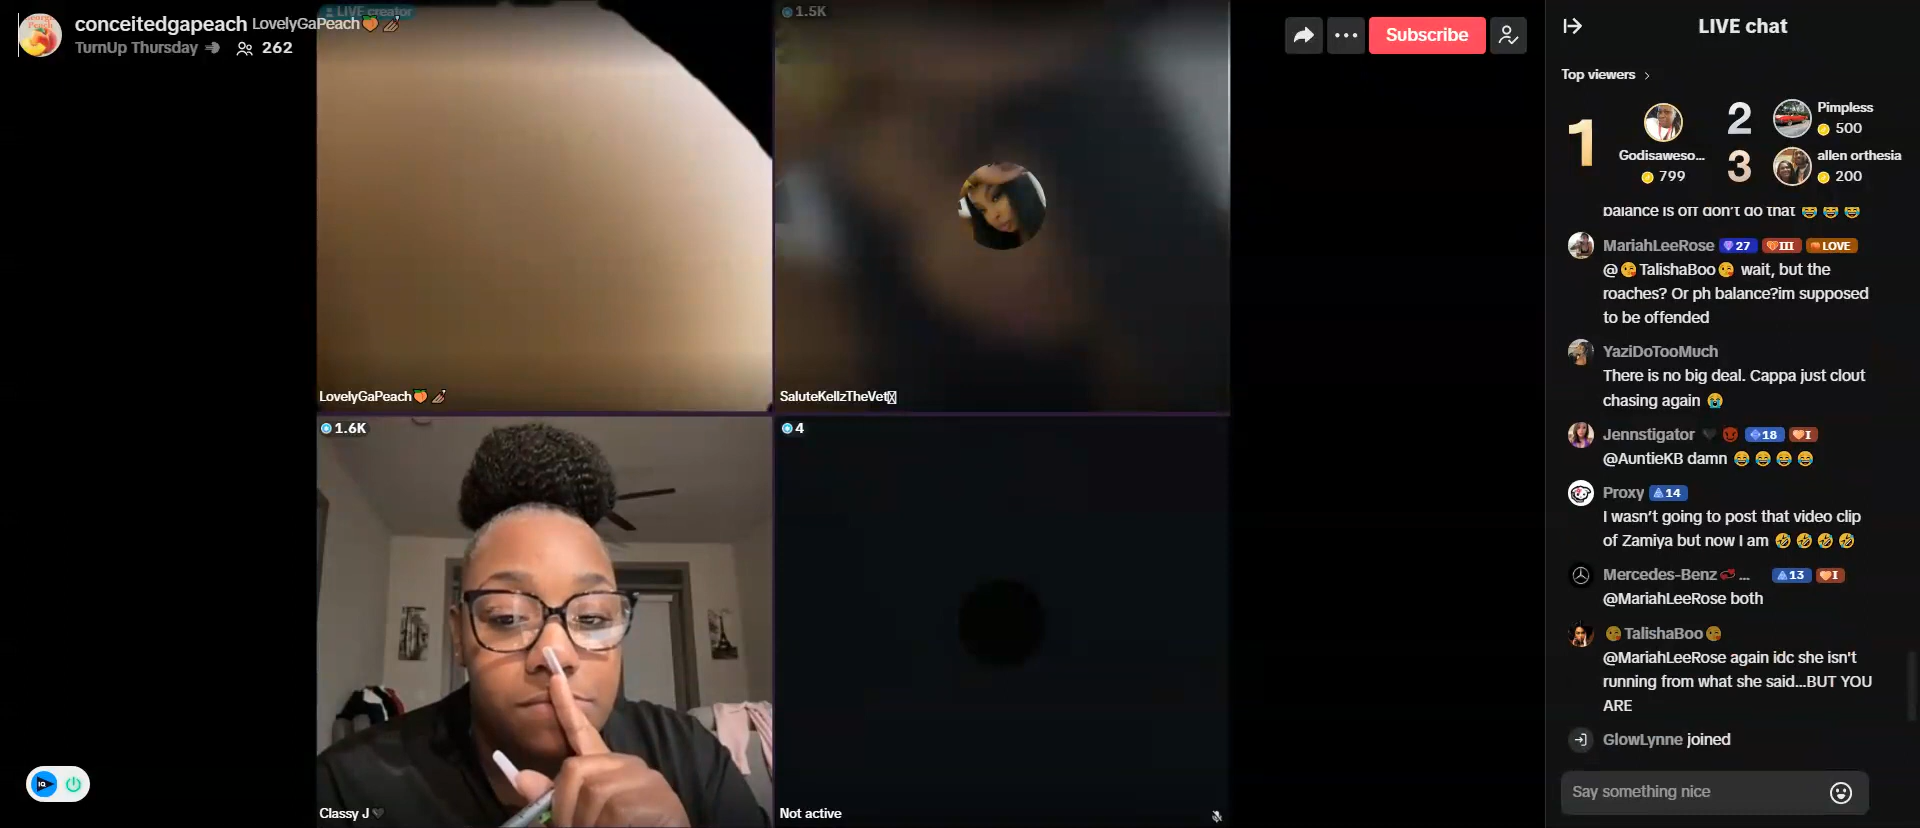 conceitedgapeach LovelyGaPeach🍑💅🏽
TurnUp Thursday 262
LIVE creator
1.5K
LovelyGaPeach🍑💅🏽
SaluteKellzTheVet
1.6K
4
Classy J🖤
Not active
Subscribe
LIVE chat
Top viewers >
1
Godisaweso...
799
2
Pimpless
500
3
allen orthesia
200
balance is off don't do that 😂 😂 😂
MariahLeeRose 27 III LOVE
@😘TalishaBoo😘 wait, but the
roaches? Or ph balance?im supposed
to be offended
YaziDoTooMuch
There is no big deal. Cappa just clout
chasing again 😭
Jennstigator 🖤 😈 18 I
@AuntieKB damn 😂 😂 😂 😂
Proxy 14
I wasn't going to post that video clip
of Zamiya but now I am 🤣 🤣 🤣 🤣
Mercedes-Benz ... 13 I
@MariahLeeRose both
😘TalishaBoo😘
@MariahLeeRose again idc she isn't
running from what she said...BUT YOU
ARE
GlowLynne joined
Say something nice
IQ